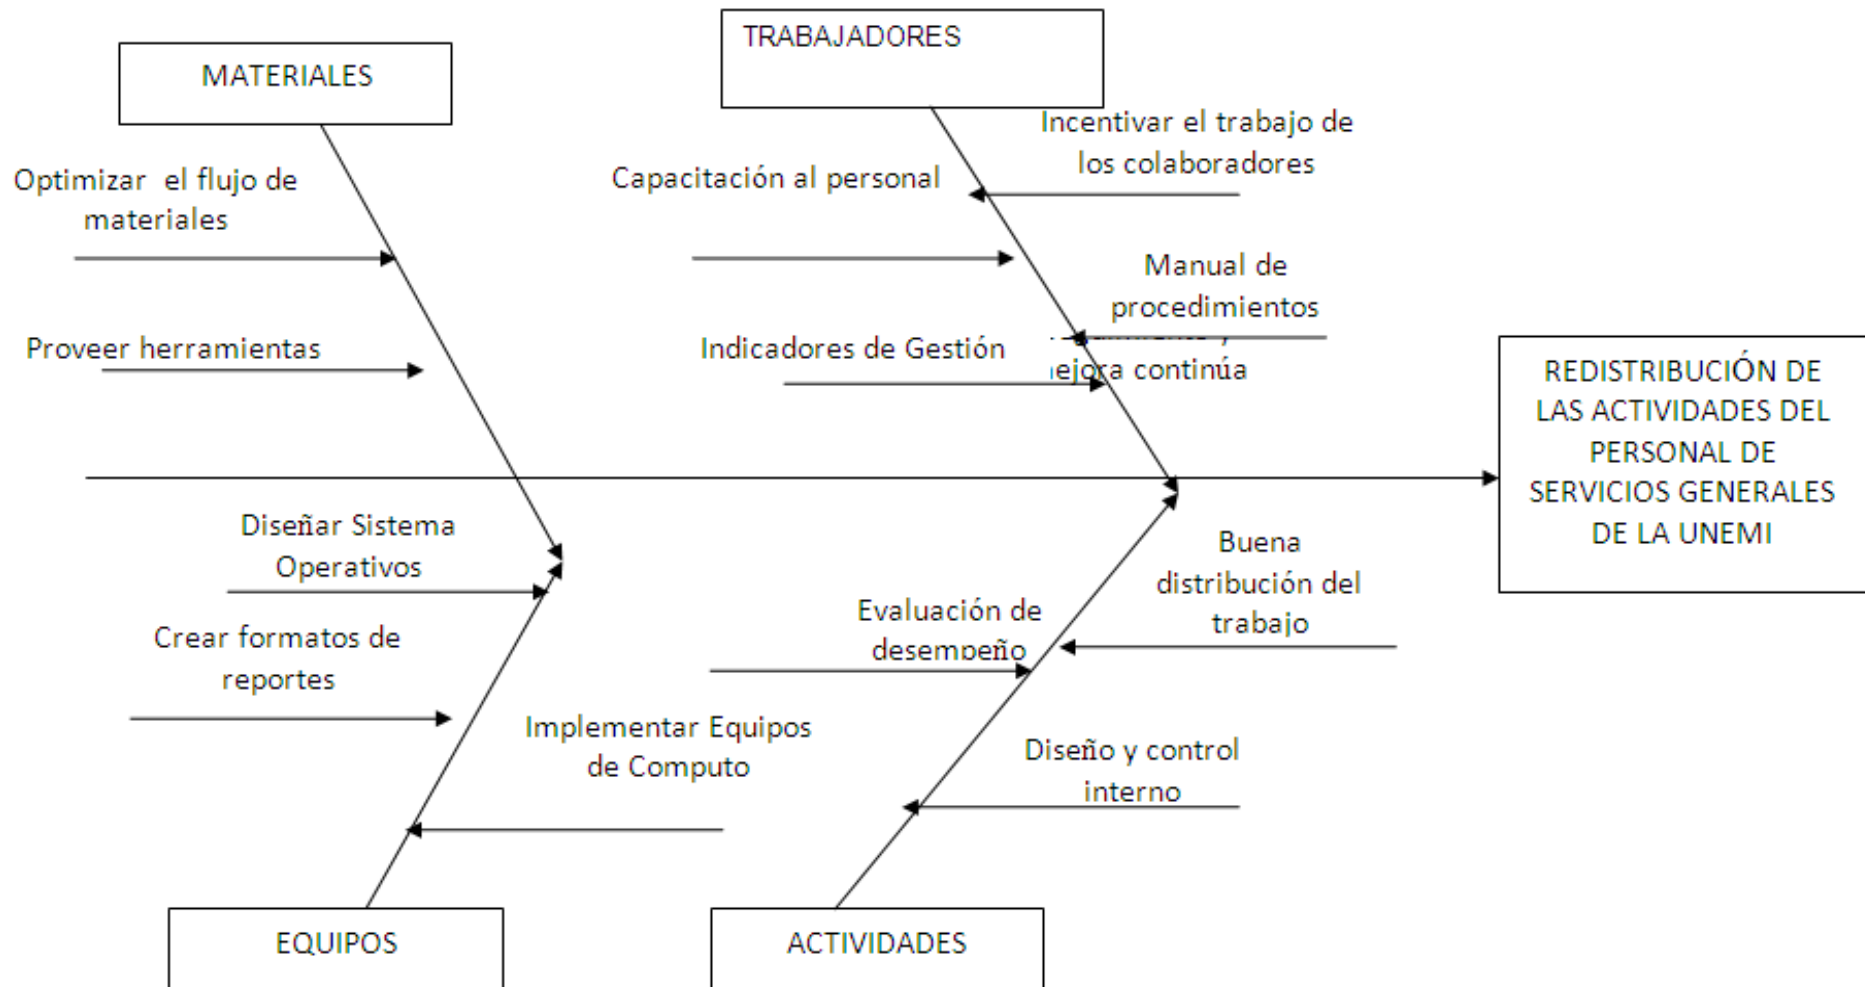 MATERIALES
TRABAJADORES
Incentivar el trabajo de
los colaboradores
Optimizar el flujo de
materiales
Capacitación al personal
Manual de
procedimientos
Proveer herramientas
Indicadores de Gestión
continúa
REDISTRIBUCIÓN DE
LAS ACTIVIDADES DEL
PERSONAL DE
SERVICIOS GENERALES
DE LA UNEMI
Diseñar Sistema
Operativos
Buena
distribución del
trabajo
Evaluación de
desempeño
Crear formatos de
reportes
Implementar Equipos
de Computo
Diseño y control
interno
EQUIPOS
ACTIVIDADES